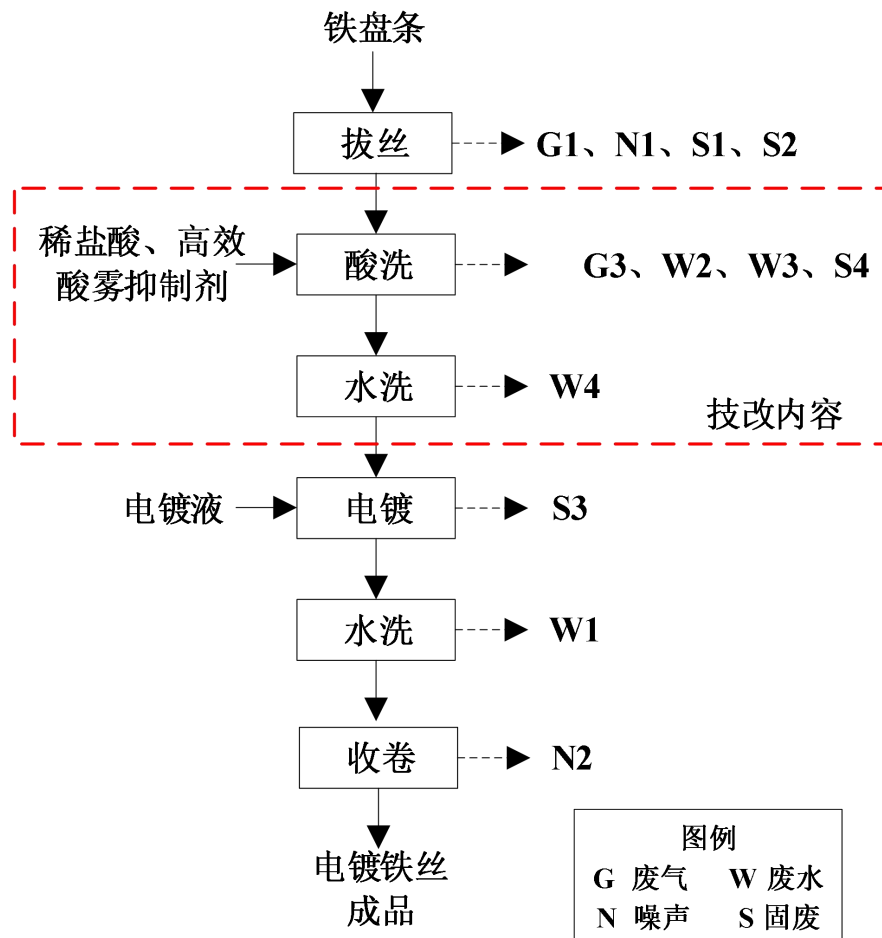 铁盘条
拔丝
G1、N1、S1、S2
稀盐酸、高效
酸雾抑制剂
酸洗
G3、W2、W3、S4
水洗
W4
技改内容
电镀液
电镀
S3
水洗
W1
收卷
N2
电镀铁丝
成品
图例
G 废气 W 废水
N 噪声 S 固废